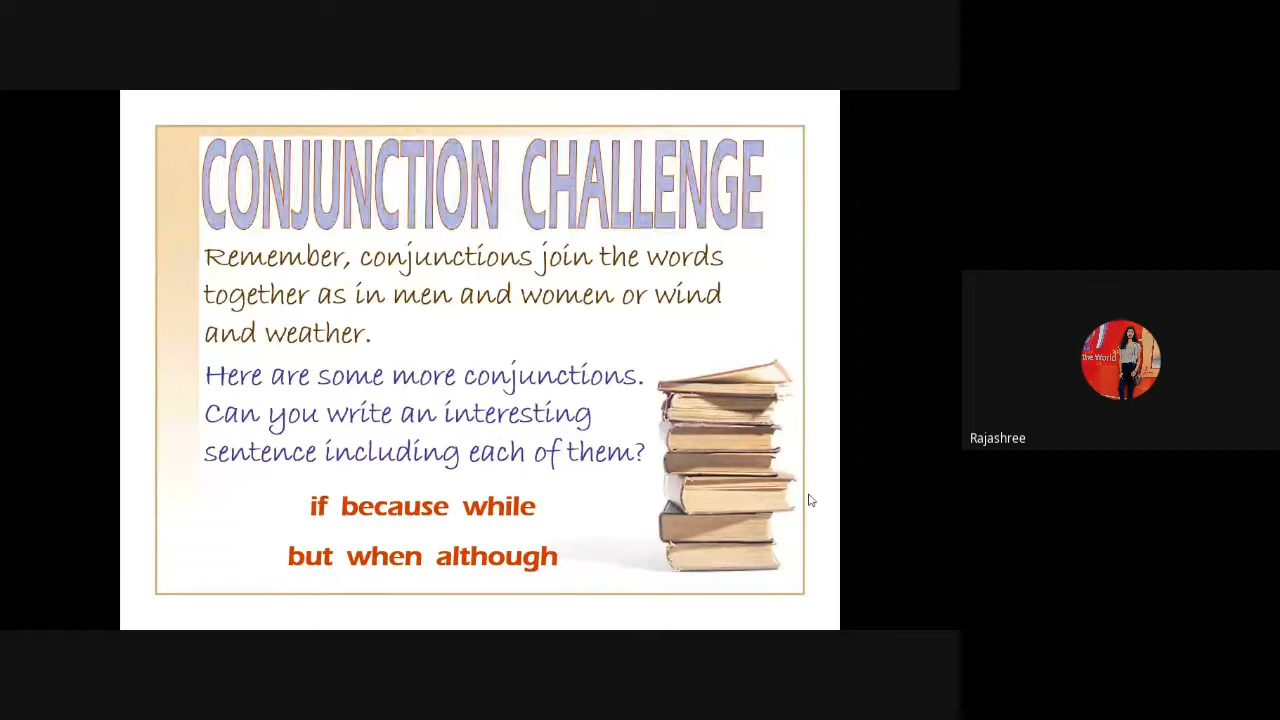 CONJUNCTION CHALLENGE
Remember, conjunctions join the words
together as in men and women or wind
and weather.
Here are some more conjunctions.
Can you write an interesting
sentence including each of them?
if because while
but when although
the World
Rajashree